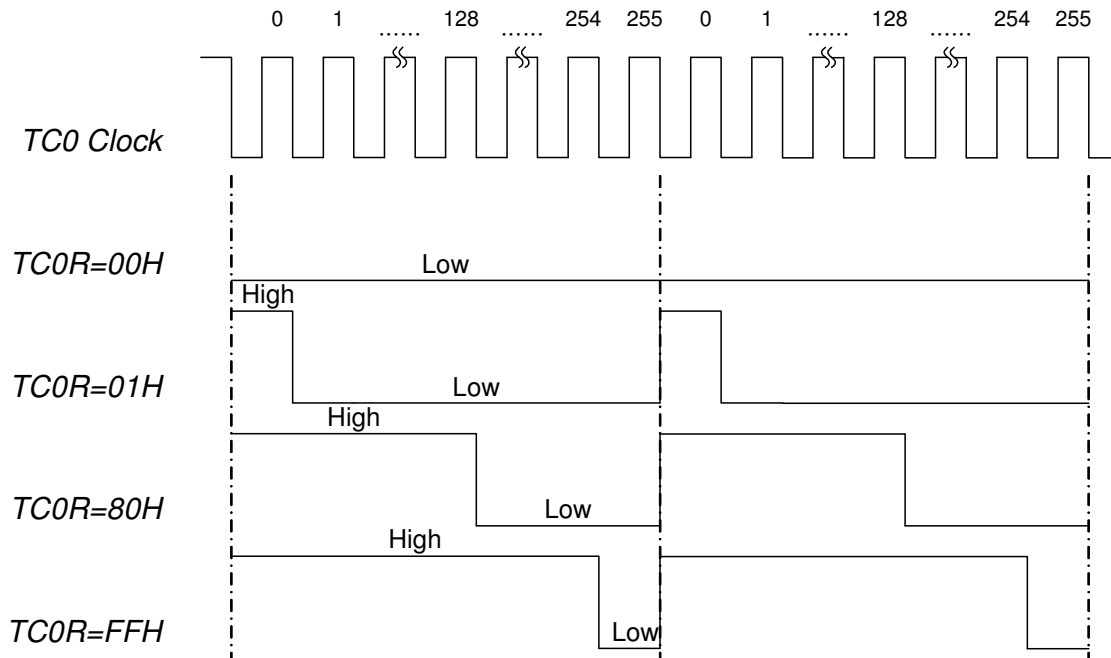 0 1 128 254 255 0 1 128 254 255
...... ...... ...... ......
TC0 Clock
TC0R=00H
Low
High
TC0R=01H
Low
High
TC0R=80H
Low
High
TC0R=FFH
Low